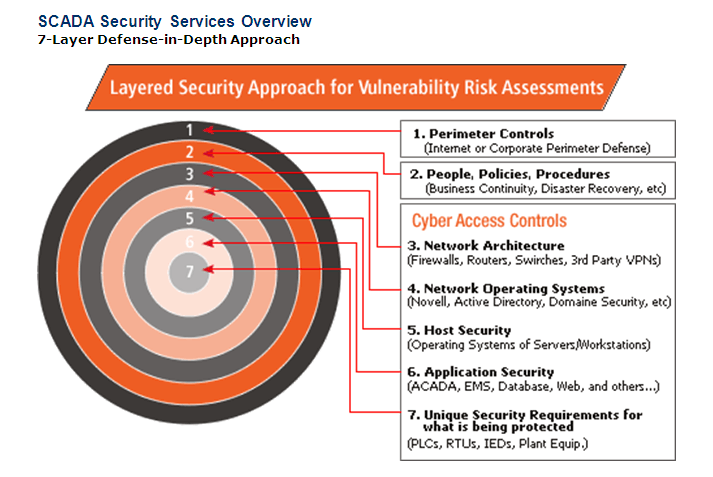 SCADA Security Services Overview
7-Layer Defense-in-Depth Approach
Layered Security Approach for Vulnerability Risk Assessments
1
2
3
4
5
6
7
1. Perimeter Controls
(Internet or Corporate Perimeter Defense)
2. People, Policies, Procedures
(Business Continuity, Disaster Recovery, etc)
Cyber Access Controls
3. Network Architecture
(Firewalls, Routers, Swirches, 3rd Party VPNs)
4. Network Operating Systems
(Novell, Active Directory, Domaine Security, etc)
5. Host Security
(Operating Systems of Servers/Workstations)
6. Application Security
(ACADA, EMS, Database, Web, and others...)
7. Unique Security Requirements for
what is being protected
(PLCs, RTUs, IEDs, Plant Equip.)